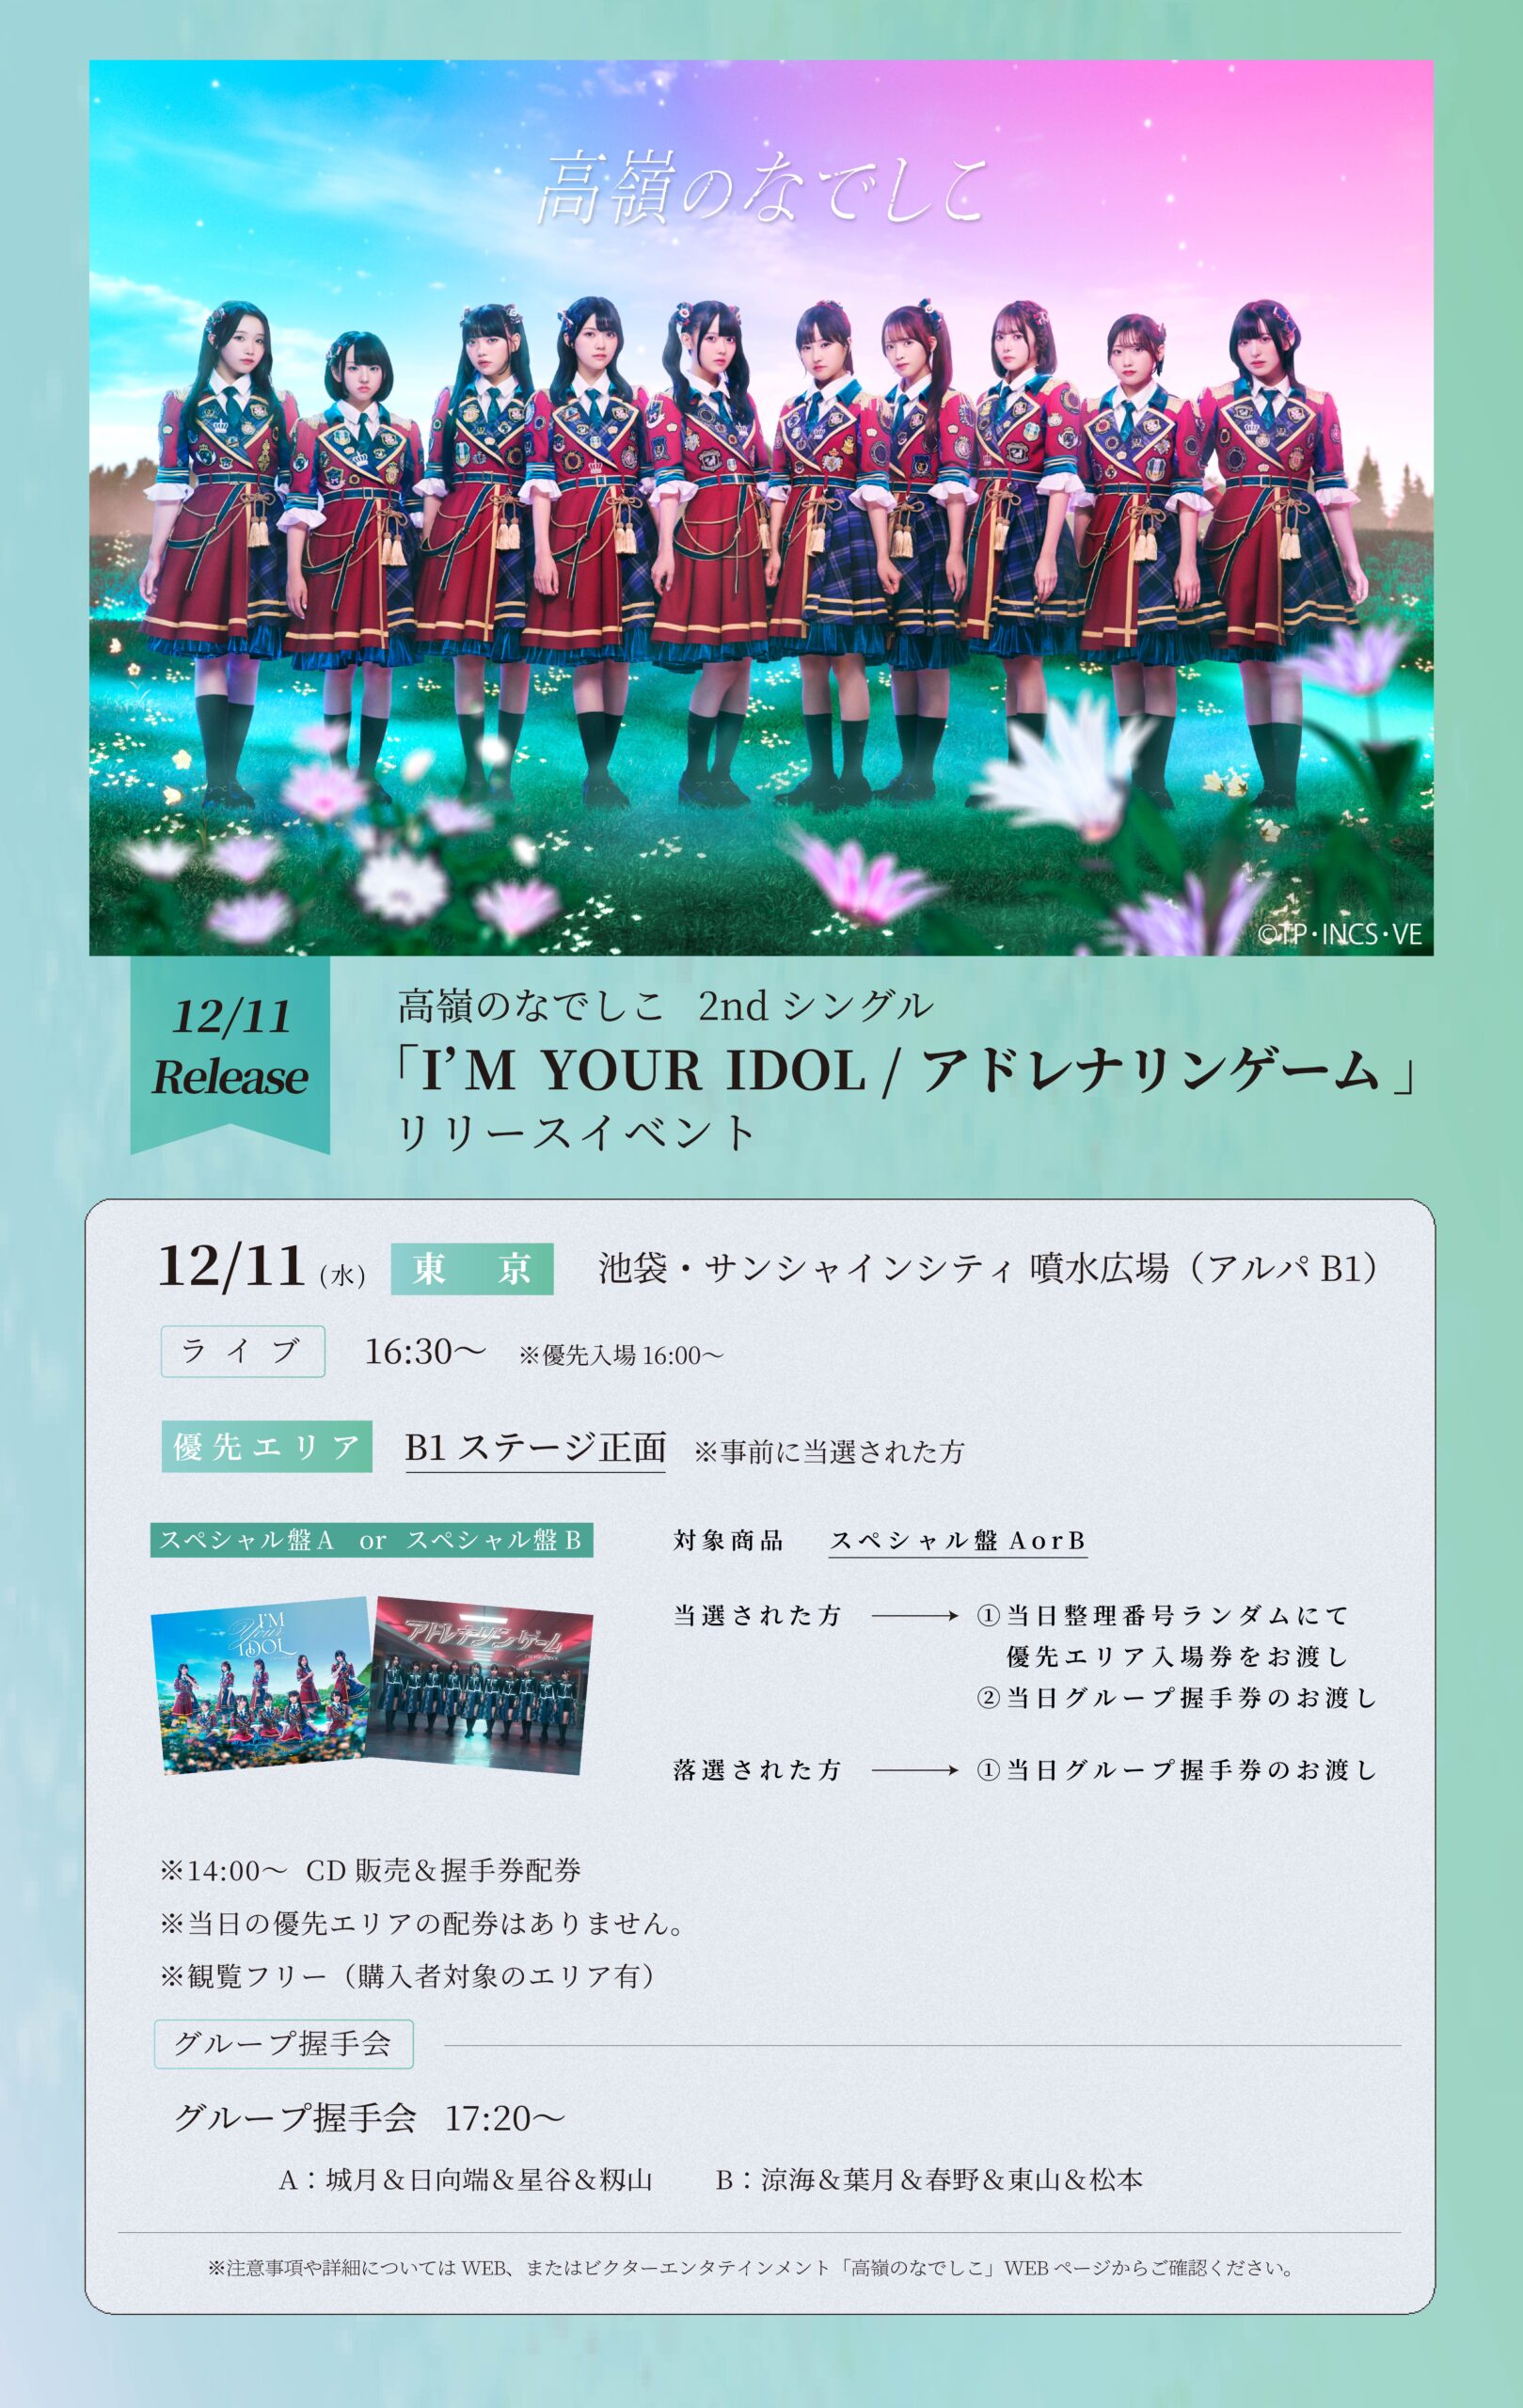 高嶺のなでしこ
©TP・INCS・VE
12/11
Release
高嶺のなでしこ 2nd シングル
「I’M YOUR IDOL / アドレナリンゲーム」
リリースイベント
12/11 (水) 東京 池袋・サンシャインシティ 噴水広場（アルパ B1）
ライブ 16:30～ ※優先入場 16:00～
優先エリア B1 ステージ正面 ※事前に当選された方
スペシャル盤 A or スペシャル盤 B
対象商品 スペシャル盤 AorB
I'M
Your
IDOL
アドレナリンゲーム
当選された方 → ①当日整理番号ランダムにて
優先エリア入場券をお渡し
②当日グループ握手券のお渡し
落選された方 → ①当日グループ握手券のお渡し
※14:00～ CD 販売＆握手券配券
※当日の優先エリアの配券はありません。
※観覧フリー（購入者対象のエリア有）
グループ握手会
グループ握手会 17:20～
A：城月＆日向端＆星谷＆籾山 B：涼海＆葉月＆春野＆東山＆松本
※注意事項や詳細については WEB、またはビクターエンタテインメント「高嶺のなでしこ」WEB ページからご確認ください。